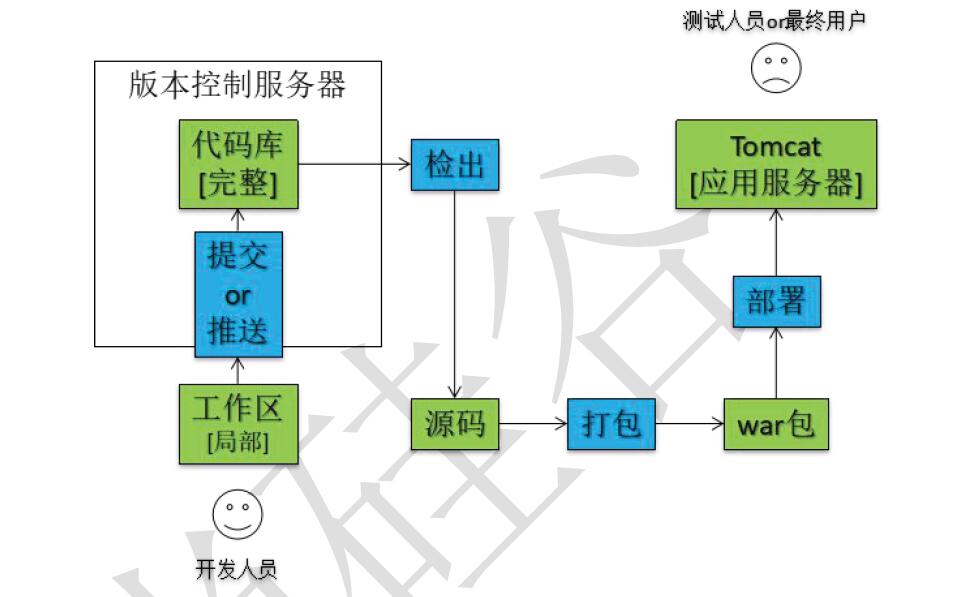 测试人员or最终用户
版本控制服务器
代码库
[完整]
检出
Tomcat
[应用服务器]
提交
or
推送
部署
工作区
[局部]
源码
打包
war包
开发人员
硅谷